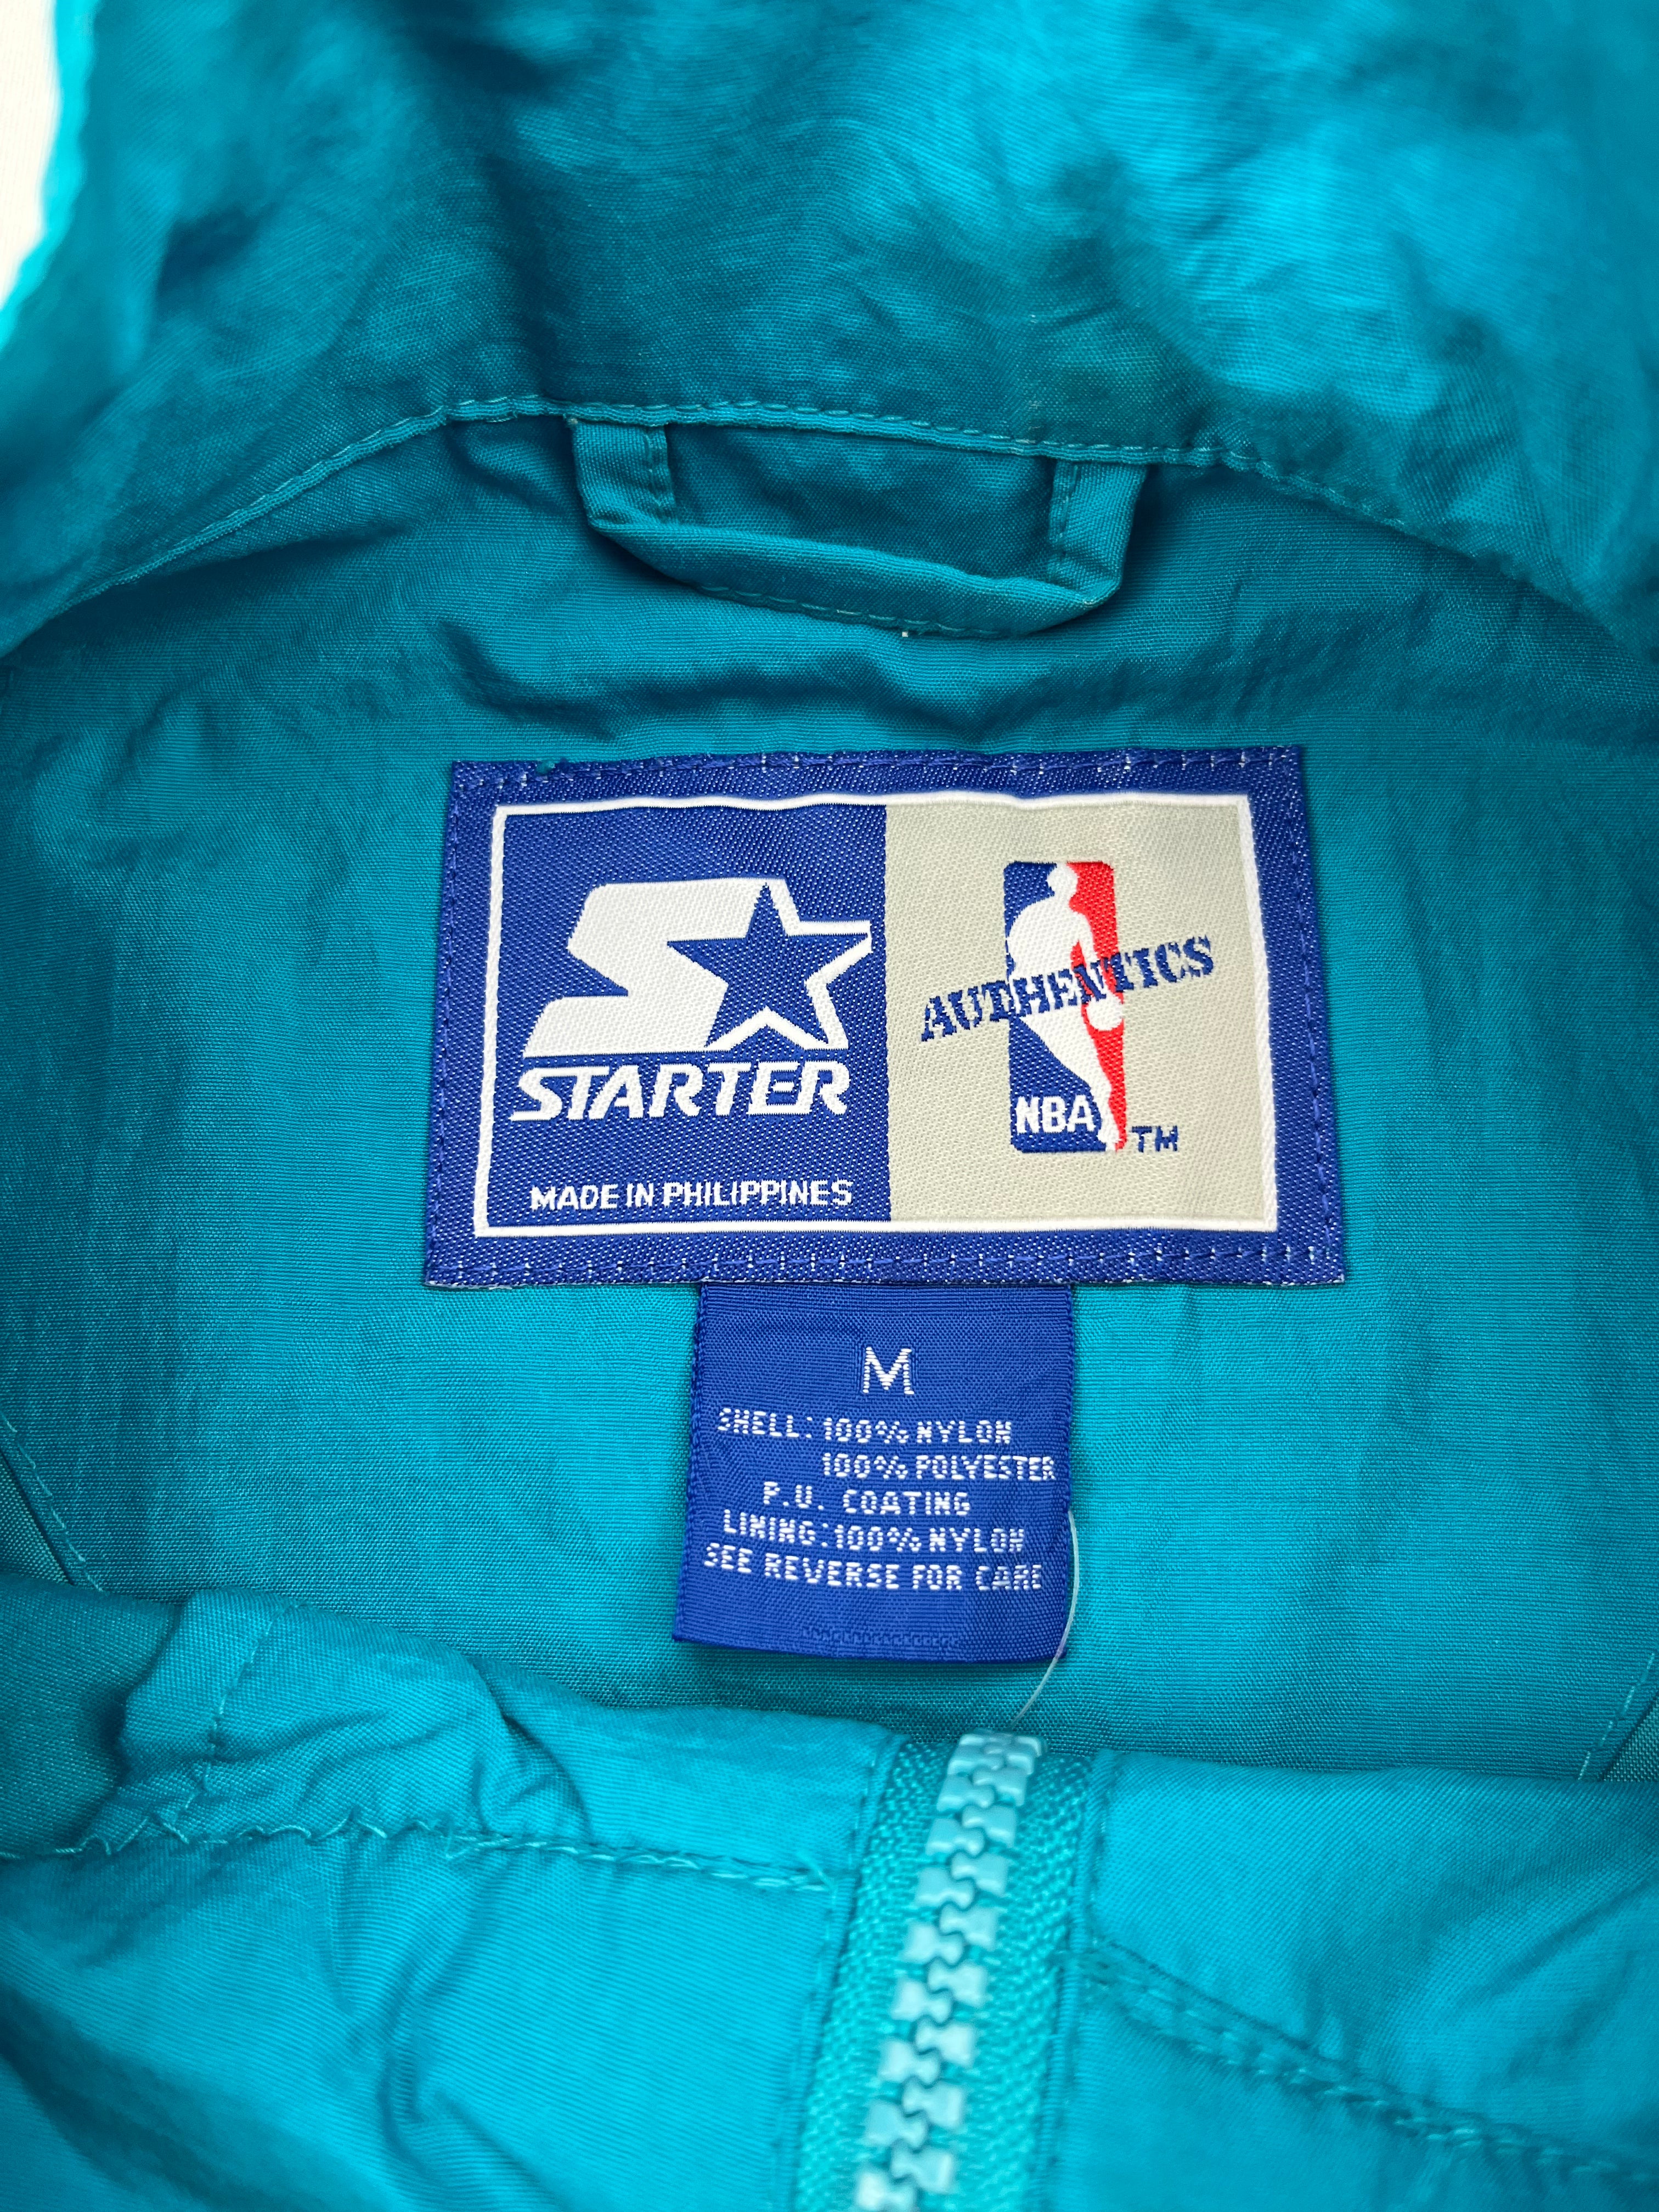 STARTER
MADE IN PHILIPPINES
AUTHENTICS
NBA
TM
M
SHELL: 100% NYLON
100% POLYESTER
P.U. COATING
LINING: 100% NYLON
SEE REVERSE FOR CARE